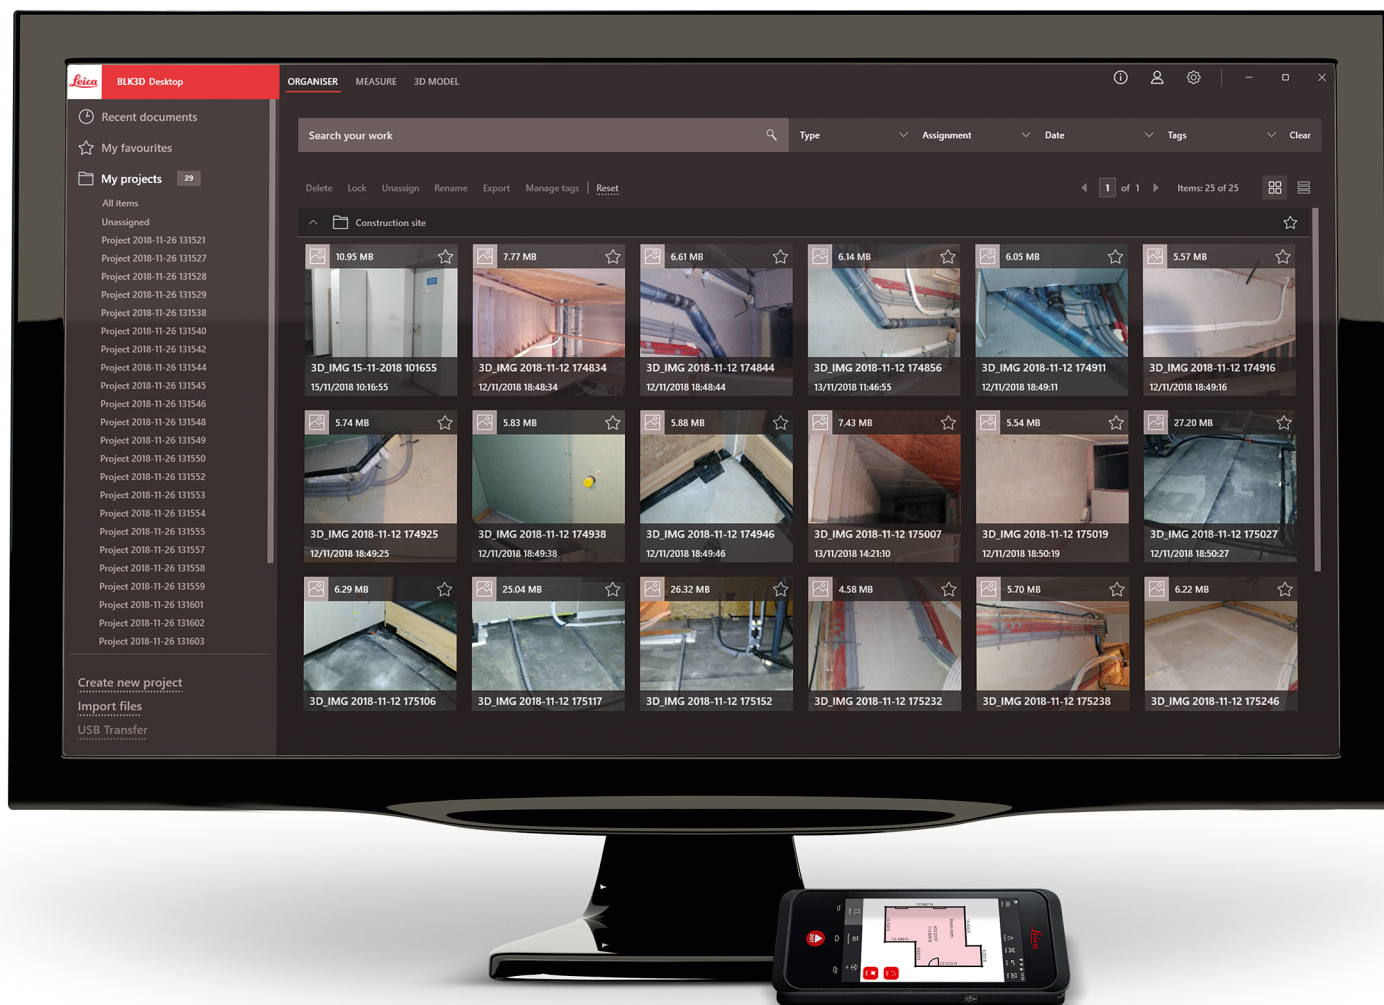 Leica
BLK3D Desktop
ORGANISER MEASURE 3D MODEL
Recent documents
My favourites
My projects 29
All items
Unassigned
Project 2018-11-26 131521
Project 2018-11-26 131527
Project 2018-11-26 131528
Project 2018-11-26 131529
Project 2018-11-26 131538
Project 2018-11-26 131540
Project 2018-11-26 131542
Project 2018-11-26 131544
Project 2018-11-26 131545
Project 2018-11-26 131546
Project 2018-11-26 131548
Project 2018-11-26 131549
Project 2018-11-26 131550
Project 2018-11-26 131552
Project 2018-11-26 131553
Project 2018-11-26 131554
Project 2018-11-26 131555
Project 2018-11-26 131557
Project 2018-11-26 131558
Project 2018-11-26 131559
Project 2018-11-26 131601
Project 2018-11-26 131602
Project 2018-11-26 131603
Create new project
Import files
USB Transfer
Search your work Type Assignment Date Tags Clear
Delete Lock Unassign Rename Export Manage tags Reset 1 of 1 Items: 25 of 25
Construction site
10.95 MB 7.77 MB 6.61 MB 6.14 MB 6.05 MB 5.57 MB
3D_IMG 15-11-2018 101655 3D_IMG 2018-11-12 174834 3D_IMG 2018-11-12 174844 3D_IMG 2018-11-12 174856 3D_IMG 2018-11-12 174911 3D_IMG 2018-11-12 174916
15/11/2018 10:16:55 12/11/2018 18:48:34 12/11/2018 18:48:44 13/11/2018 11:46:55 12/11/2018 18:49:11 12/11/2018 18:49:16
5.74 MB 5.83 MB 5.88 MB 7.43 MB 5.54 MB 27.20 MB
3D_IMG 2018-11-12 174925 3D_IMG 2018-11-12 174938 3D_IMG 2018-11-12 174946 3D_IMG 2018-11-12 175007 3D_IMG 2018-11-12 175019 3D_IMG 2018-11-12 175027
12/11/2018 18:49:25 12/11/2018 18:49:38 12/11/2018 18:49:46 13/11/2018 14:21:10 12/11/2018 18:50:19 12/11/2018 18:50:27
6.29 MB 25.04 MB 26.32 MB 4.58 MB 5.70 MB 6.22 MB
3D_IMG 2018-11-12 175106 3D_IMG 2018-11-12 175117 3D_IMG 2018-11-12 175152 3D_IMG 2018-11-12 175232 3D_IMG 2018-11-12 175238 3D_IMG 2018-11-12 175246
Leica